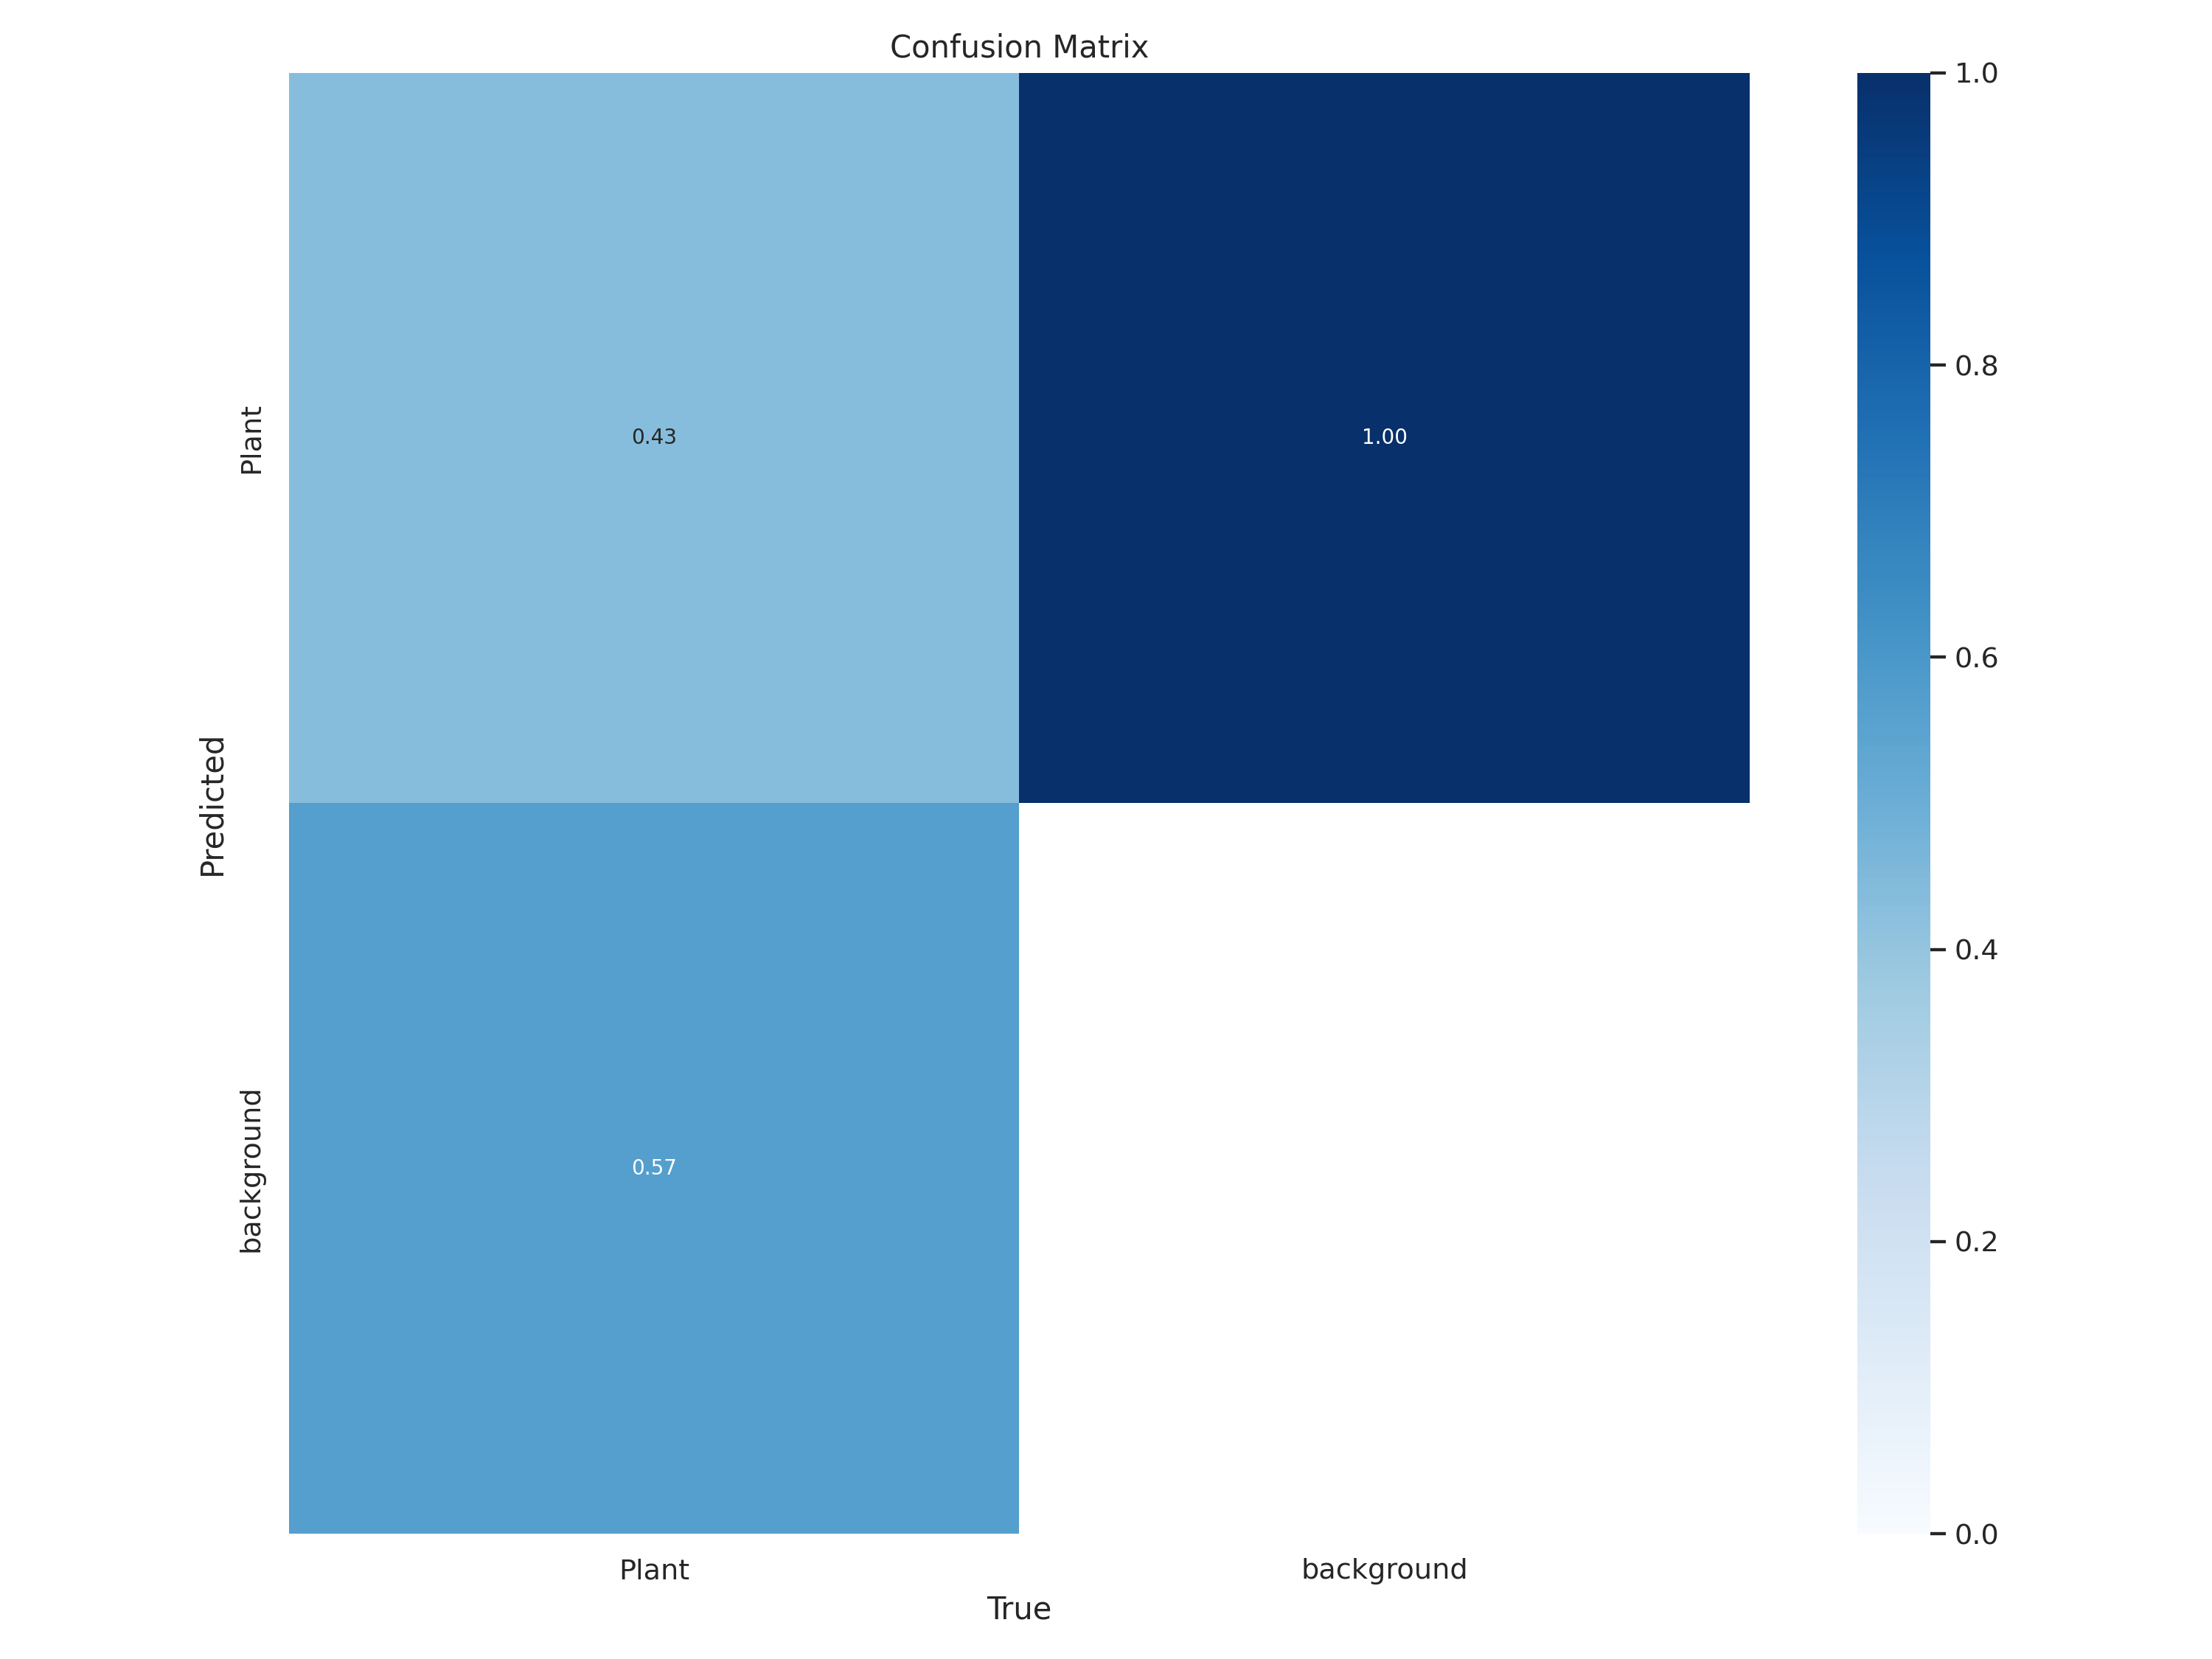 Confusion Matrix
Plant
background
Predicted
0.43
1.00
0.57
Plant
background
True
1.0
0.8
0.6
0.4
0.2
0.0